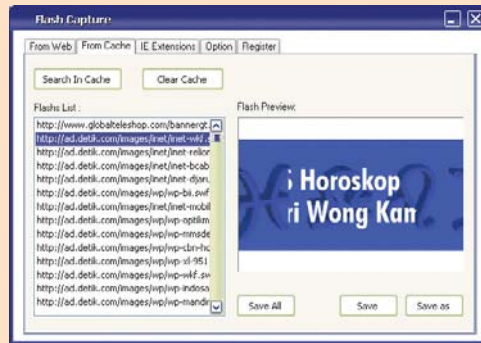 Flash Capture
From Web From Cache IE Extensions Option Register
Search In Cache Clear Cache
Flashs List : Flash Preview:
http://www.globalteleshop.com/bannergt.
http://ad.detik.com/images/inet/inet-wkf.s
http://ad.detik.com/images/inet/inet-relion
http://ad.detik.com/images/inet/inet-bcab
http://ad.detik.com/images/inet/inet-djaru
http://ad.detik.com/images/wp/wp-bii.swf
http://ad.detik.com/images/inet/inet-mobil
http://ad.detik.com/images/wp/wp-optikm
http://ad.detik.com/images/wp/wp-mmsde
http://ad.detik.com/images/wp/wp-cbn-hc
http://ad.detik.com/images/wp/wp-xl-951
http://ad.detik.com/images/wp/wp-wkf.sw
http://ad.detik.com/images/wp/wp-indosa
http://ad.detik.com/images/wp/wp-mandir
Horoskop
ri Wong Kan
Save All Save Save as